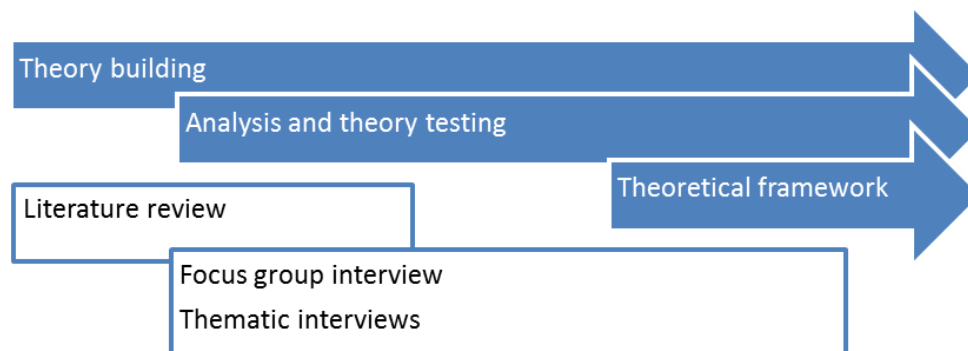 Theory building
Analysis and theory testing
Theoretical framework
Literature review
Focus group interview
Thematic interviews